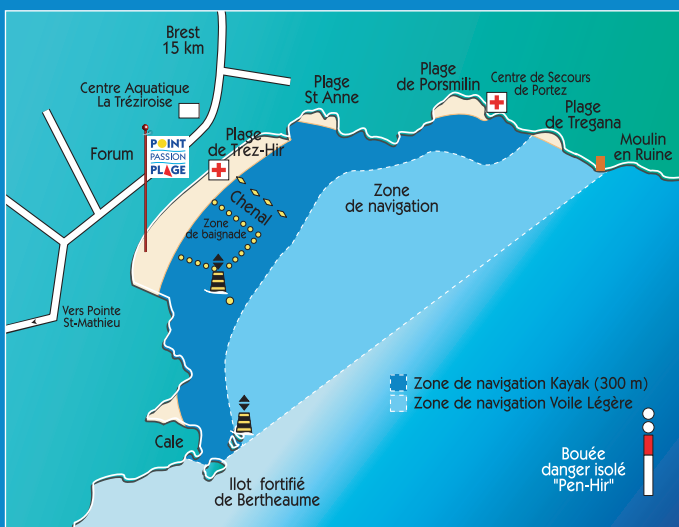 Brest
15 km
Centre Aquatique
La Tréziroise
Forum
POINT
PASSION
PLAGE
Plage
de Trez-Hir
Plage
St Anne
Plage
de Porsmilin
Centre de Secours
de Portez
Plage
de Tregana
Moulin
en Ruine
Chenal
Zone
de baignade
Zone
de navigation
Vers Pointe
St-Mathieu
Zone de navigation Kayak (300 m)
Zone de navigation Voile Légère
Cale
Ilot fortifié
de Bertheaume
Bouée
danger isolé
"Pen-Hir"